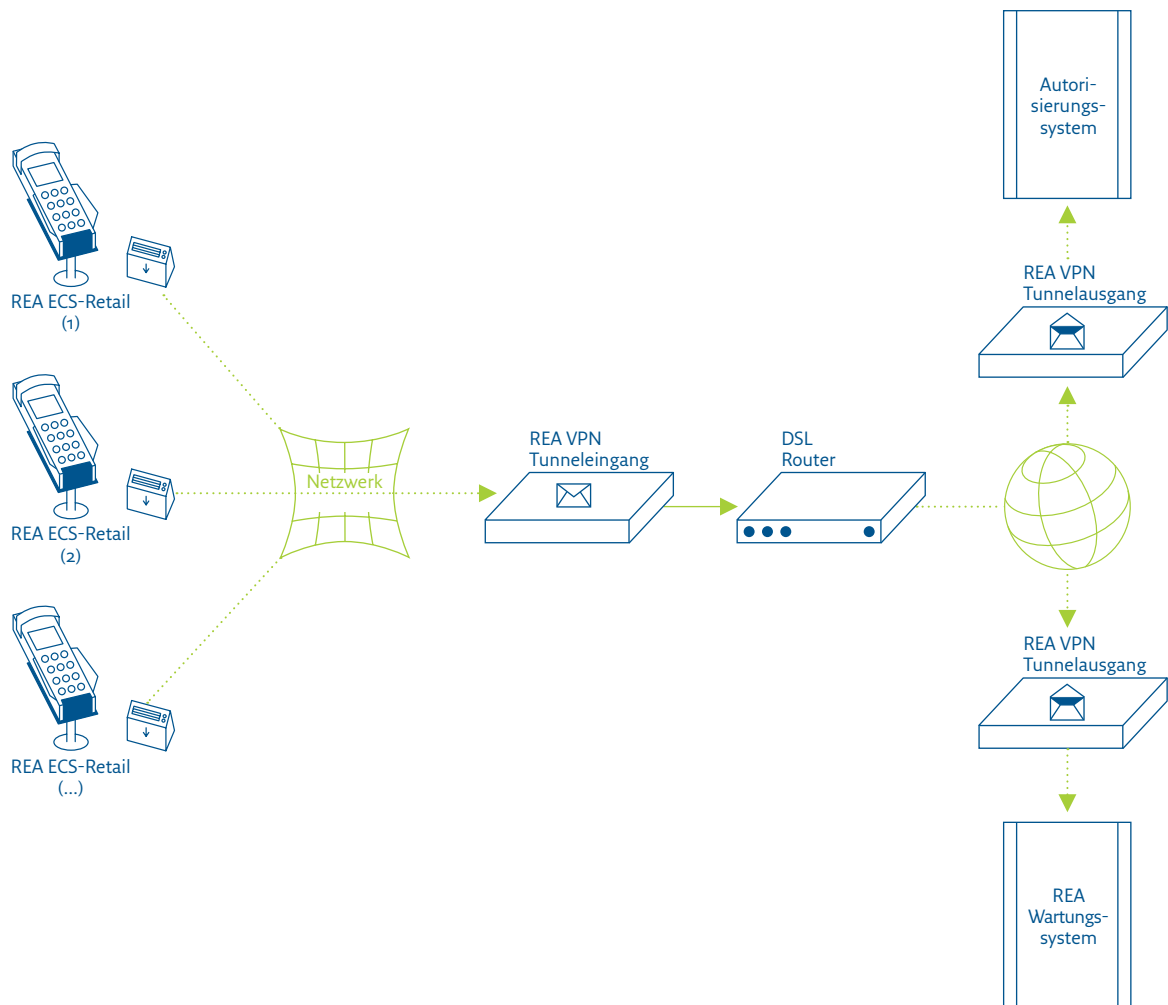 Autori-
sierungs-
system
REA ECS-Retail
(1)
REA VPN
Tunnelausgang
REA ECS-Retail
(2)
Netzwerk
REA VPN
Tunneleingang
DSL
Router
REA VPN
Tunnelausgang
REA ECS-Retail
(...)
REA
Wartungs-
system